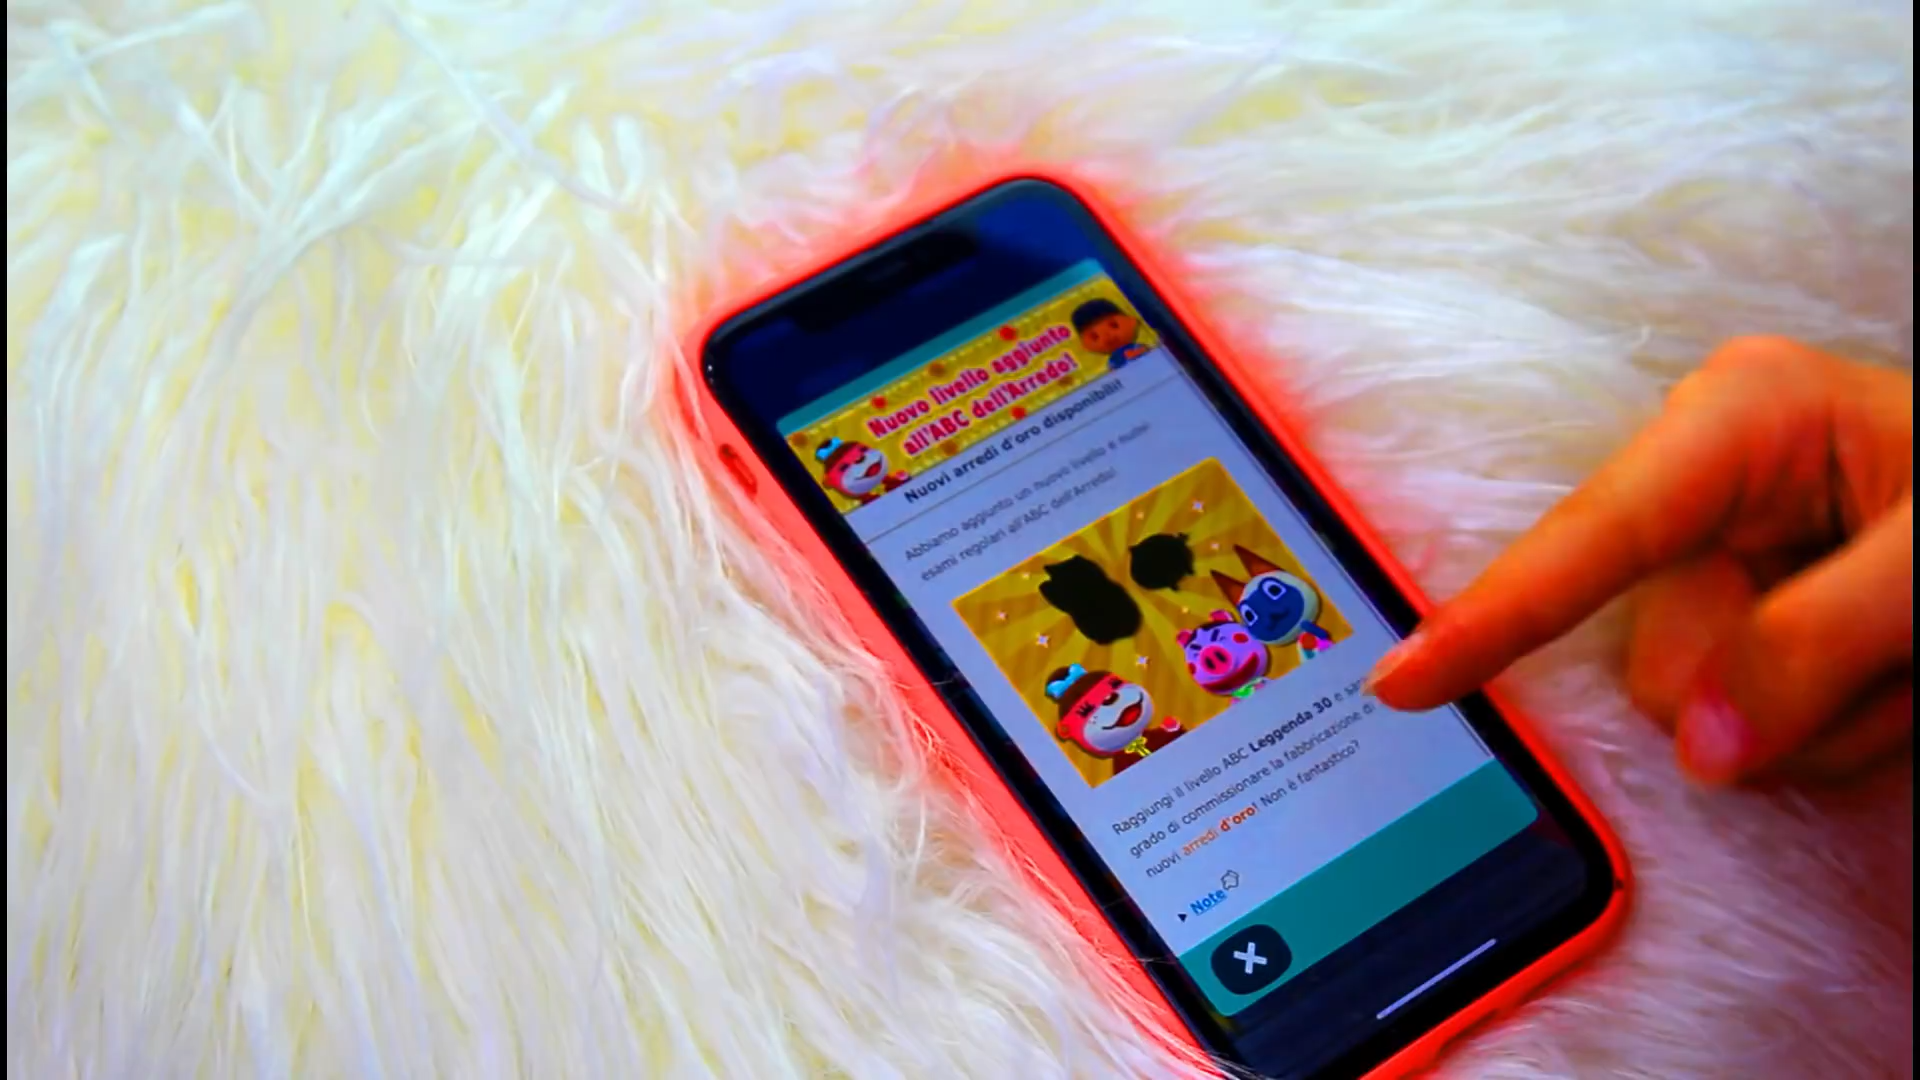 Nuovo livello aggiunto
all'ABC dell'Arredo!
Nuovi arredi d'oro disponibili!
Abbiamo aggiunto un nuovo livello e nuovi
esami regolari all'ABC dell'Arredo!
Raggiungi il livello ABC Leggenda 30 e
grado di commissionare la fabbricazione di
nuovi arredi d'oro! Non è fantastico?
Note